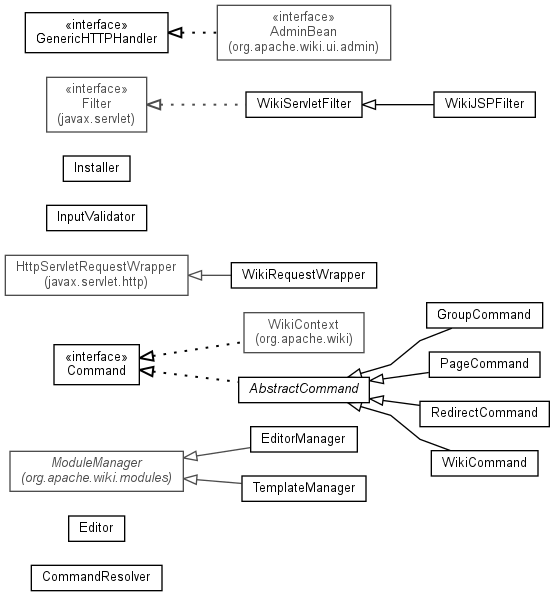 «interface»
GenericHTTPHandler
«interface»
AdminBean
(org.apache.wiki.ui.admin)
«interface»
Filter
(javax.servlet)
WikiServletFilter
WikiJSPFilter
Installer
InputValidator
HttpServletRequestWrapper
(javax.servlet.http)
WikiRequestWrapper
«interface»
Command
WikiContext
(org.apache.wiki)
AbstractCommand
GroupCommand
PageCommand
RedirectCommand
WikiCommand
ModuleManager
(org.apache.wiki.modules)
EditorManager
TemplateManager
Editor
CommandResolver